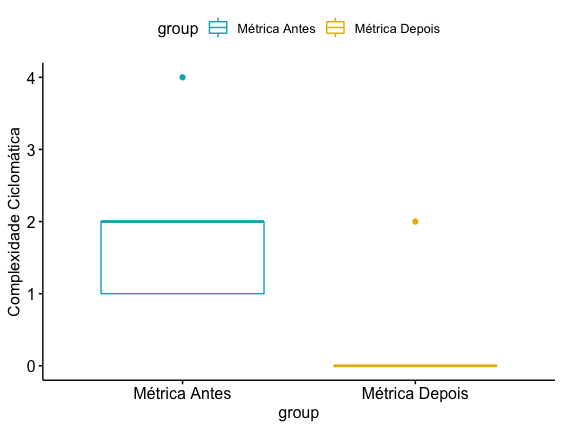 group Métrica Antes Métrica Depois
Complexidade Ciclomática
4
3
2
1
0
Métrica Antes Métrica Depois
group